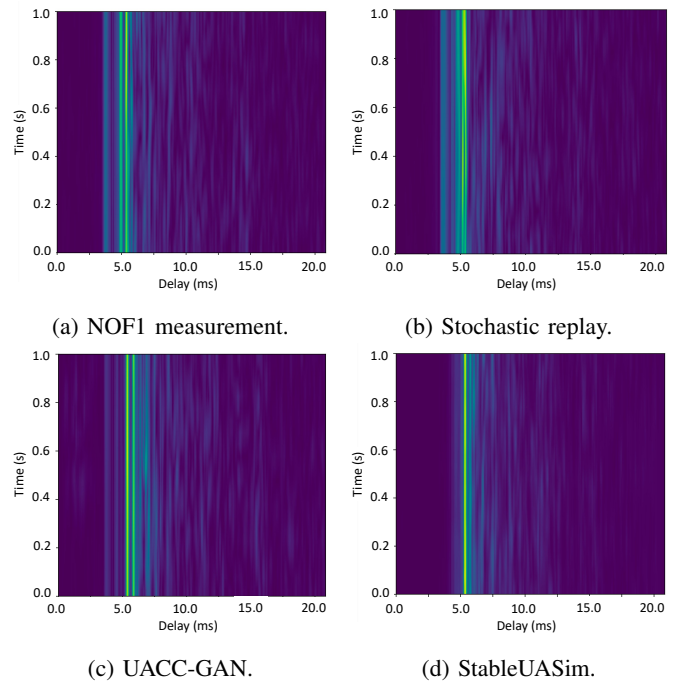 1.0
0.8
0.6
0.4
0.2
0.0
Time (s)
0.0 5.0 10.0 15.0 20.0
Delay (ms)
(a) NOF1 measurement.
1.0
0.8
0.6
0.4
0.2
0.0
Time (s)
0.0 5.0 10.0 15.0 20.0
Delay (ms)
(b) Stochastic replay.
1.0
0.8
0.6
0.4
0.2
0.0
Time (s)
0.0 5.0 10.0 15.0 20.0
Delay (ms)
(c) UACC-GAN.
1.0
0.8
0.6
0.4
0.2
0.0
Time (s)
0.0 5.0 10.0 15.0 20.0
Delay (ms)
(d) StableUASim.